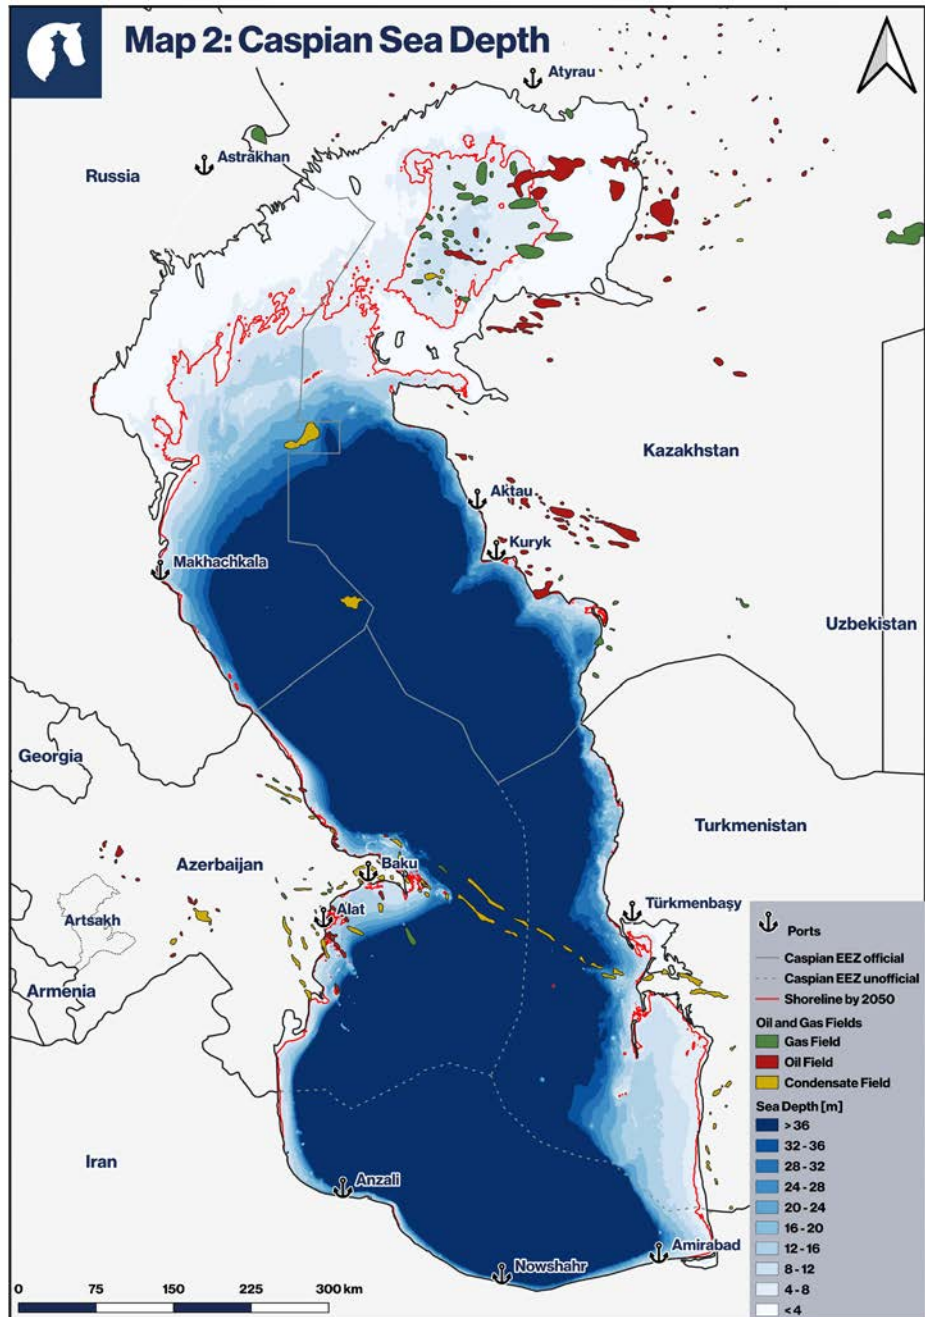 Map 2: Caspian Sea Depth
Atyrau
Astrakhan
Russia
Kazakhstan
Aktau
Kuryk
Makhachkala
Uzbekistan
Georgia
Turkmenistan
Azerbaijan
Baku
Artsakh
Alat
Türkmenbaşy
Armenia
Iran
Anzali
Amirabad
Nowshahr
0 75 150 225 300 km
Ports
Caspian EEZ official
Caspian EEZ unofficial
Shoreline by 2050
Oil and Gas Fields
Gas Field
Oil Field
Condensate Field
Sea Depth [m]
> 36
32 - 36
28 - 32
24 - 28
20 - 24
16 - 20
12 - 16
8 - 12
4 - 8
< 4